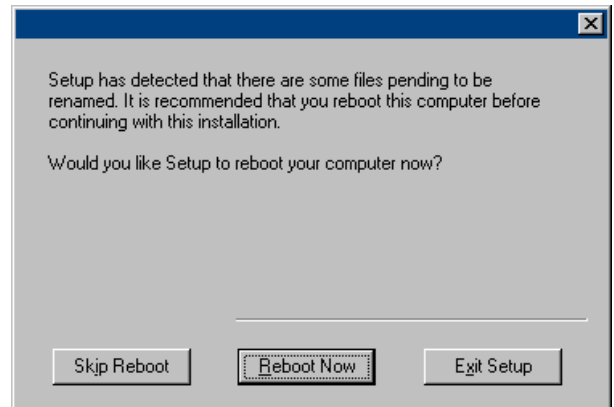 Setup has detected that there are some files pending to be
renamed. It is recommended that you reboot this computer before
continuing with this installation.
Would you like Setup to reboot your computer now?
Skip Reboot
Reboot Now
Exit Setup